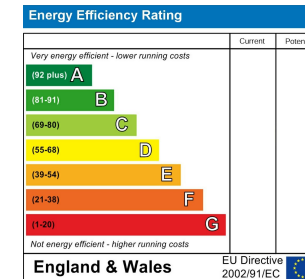 Energy Efficiency Rating
Current Poten
Very energy efficient - lower running costs
(92 plus) A
(81-91) B
(69-80) C
(55-68) D
(39-54) E
(21-38) F
(1-20) G
Not energy efficient - higher running costs
England & Wales
EU Directive
2002/91/EC